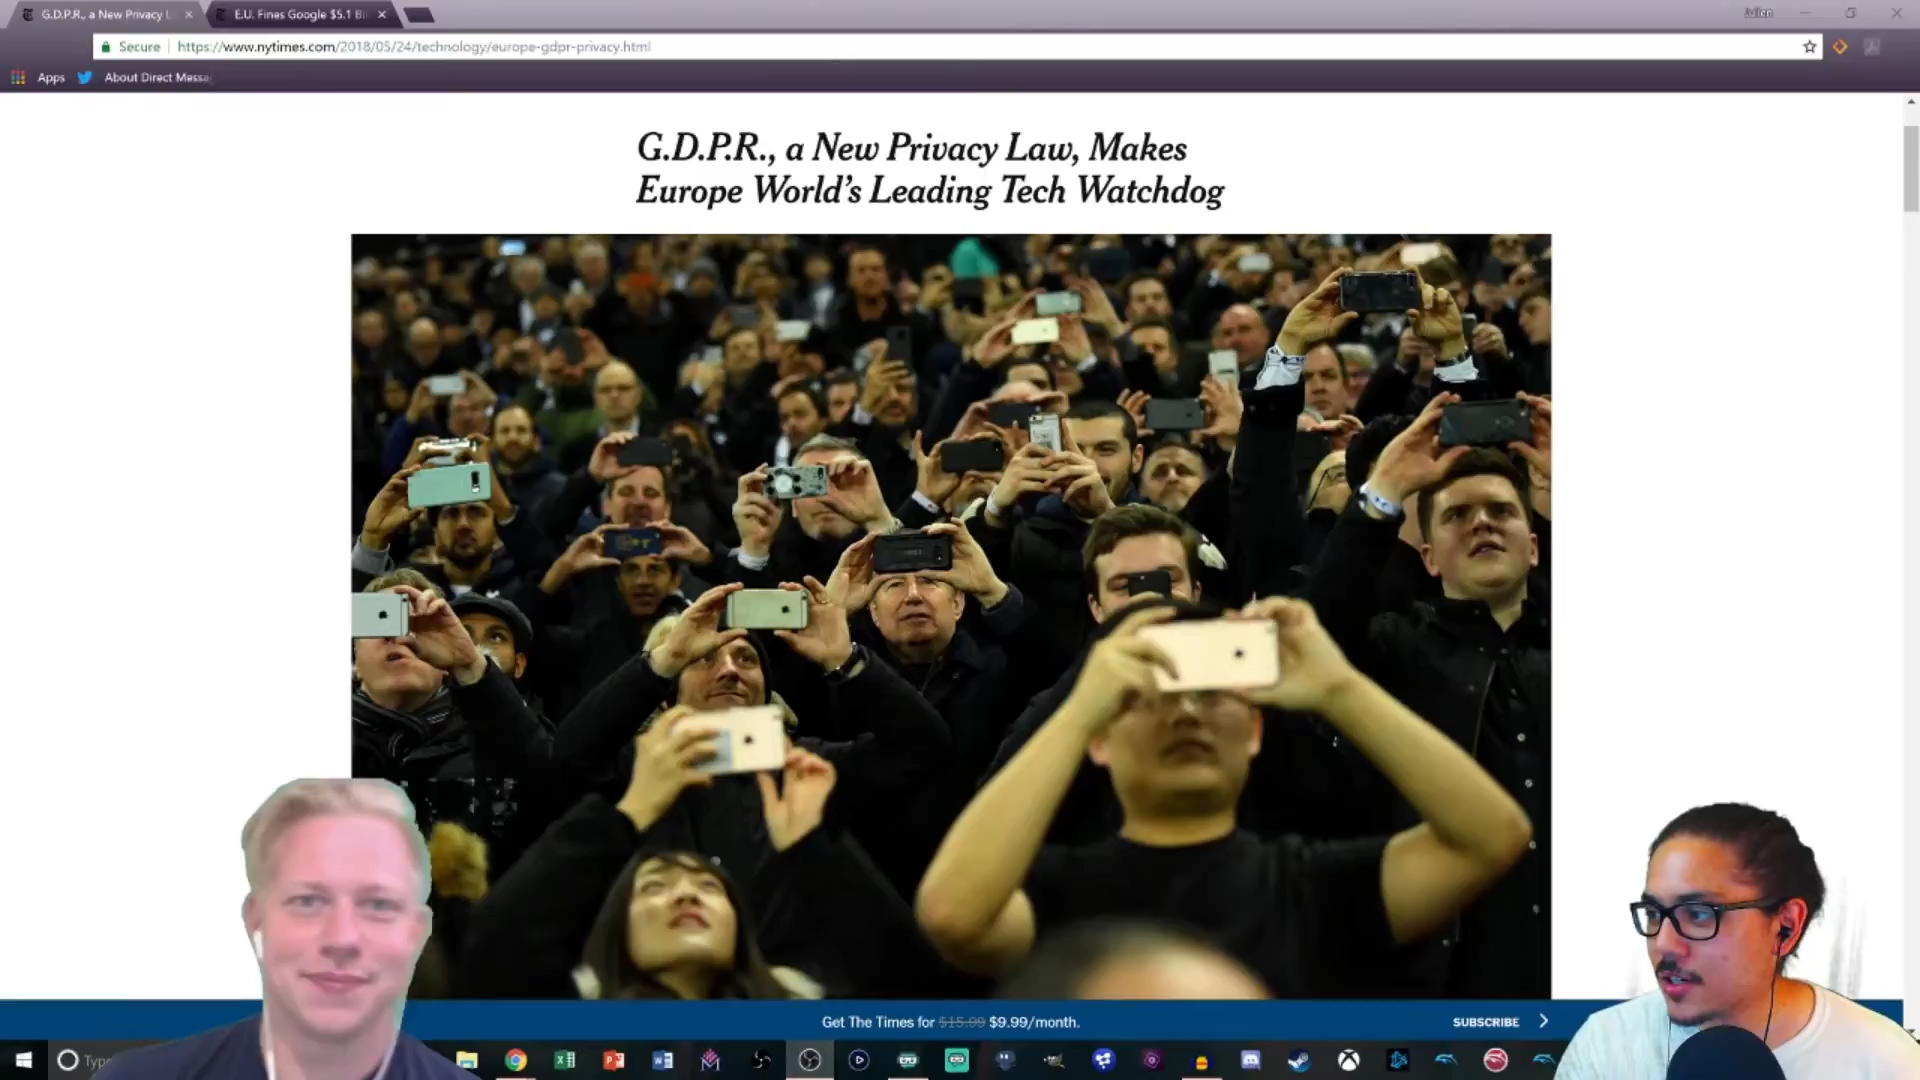 G.D.P.R., a New Privacy L
E.U. Fines Google $5.1 Bi
Secure
https://www.nytimes.com/2018/05/24/technology/europe-gdpr-privacy.html
Apps
About Direct Messa
G.D.P.R., a New Privacy Law, Makes
Europe World's Leading Tech Watchdog
Get The Times for $15.99 $9.99/month.
SUBSCRIBE
Type